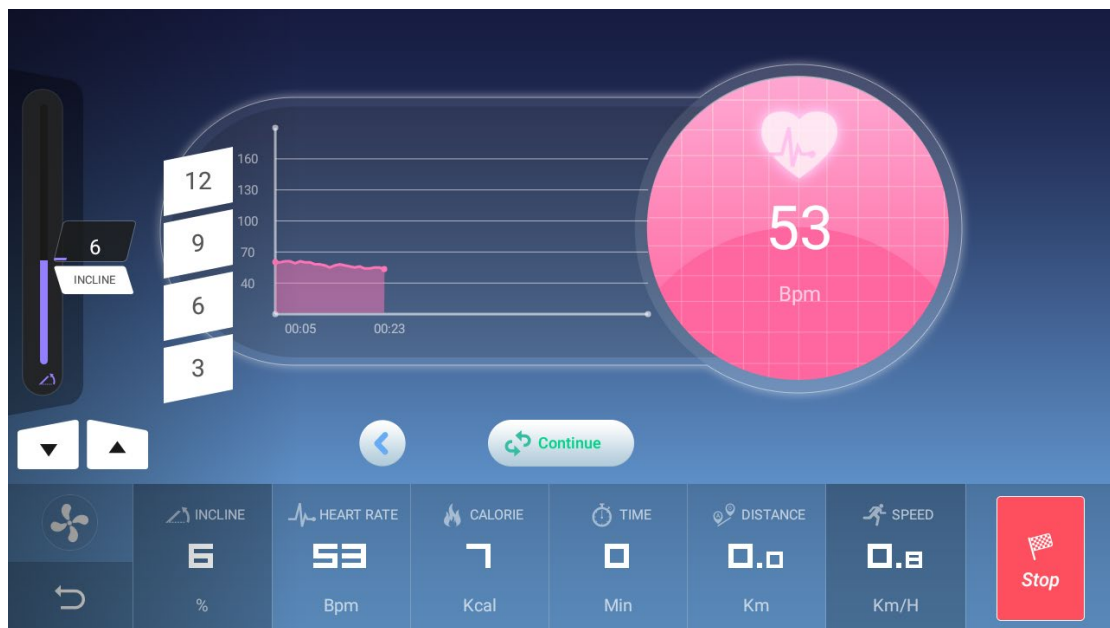 160
130
100
70
40
00:05
00:23
12
9
6
3
6
INCLINE
53
Bpm
Continue
INCLINE
6
%
HEART RATE
53
Bpm
CALORIE
7
Kcal
TIME
0
Min
DISTANCE
0.0
Km
SPEED
0.8
Km/H
Stop